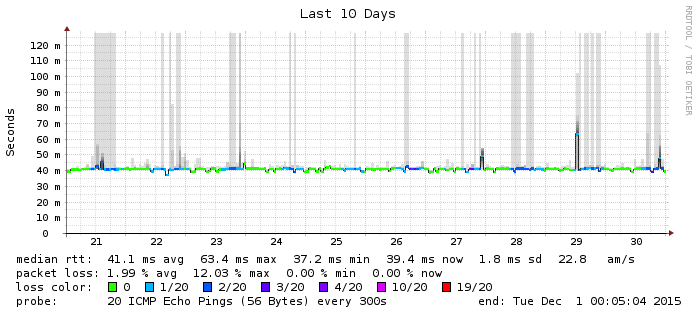 Last 10 Days
RRDTOOL / TOBI OETIKER
Seconds
120 m
110 m
100 m
90 m
80 m
70 m
60 m
50 m
40 m
30 m
20 m
10 m
0
21 22 23 24 25 26 27 28 29 30
median rtt: 41.1 ms avg 63.4 ms max 37.2 ms min 39.4 ms now 1.8 ms sd 22.8 am/s
packet loss: 1.99 % avg 12.03 % max 0.00 % min 0.00 % now
loss color: 0 1/20 2/20 3/20 4/20 10/20 19/20
probe: 20 ICMP Echo Pings (56 Bytes) every 300s end: Tue Dec 1 00:05:04 2015